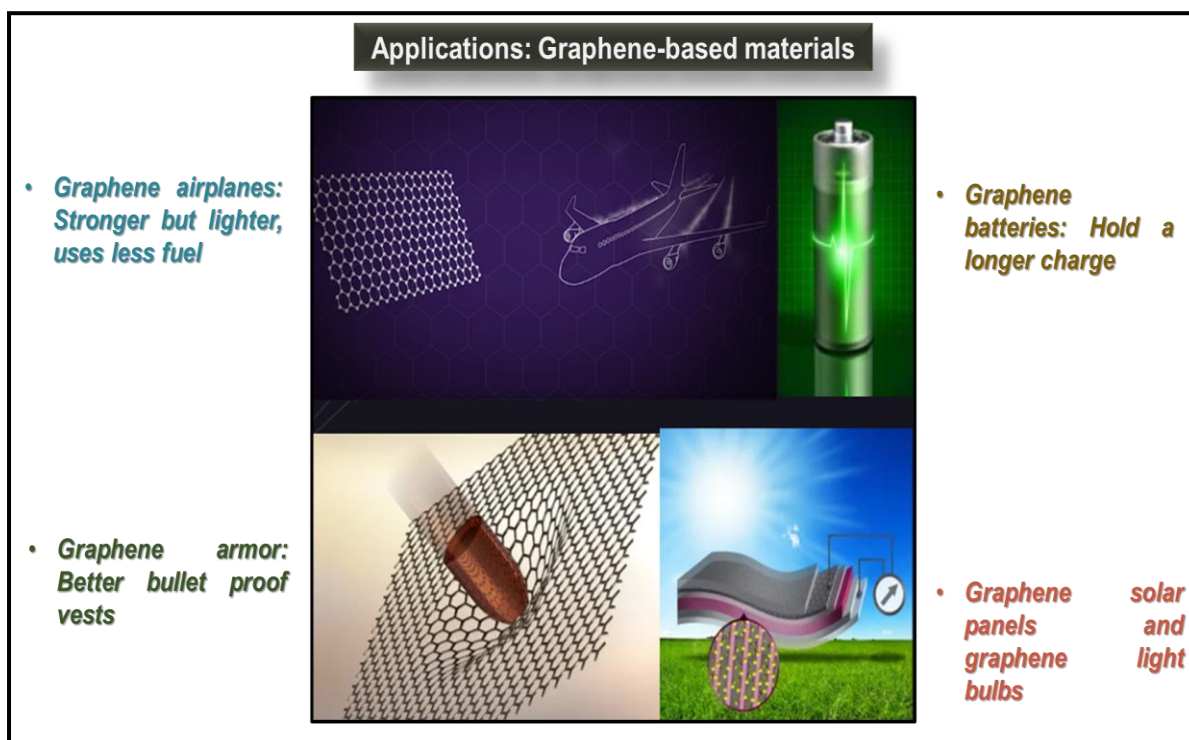 Applications: Graphene-based materials
• Graphene airplanes:
Stronger but lighter,
uses less fuel
• Graphene
batteries: Hold a
longer charge
• Graphene armor:
Better bullet proof
vests
• Graphene solar
panels and
graphene light
bulbs